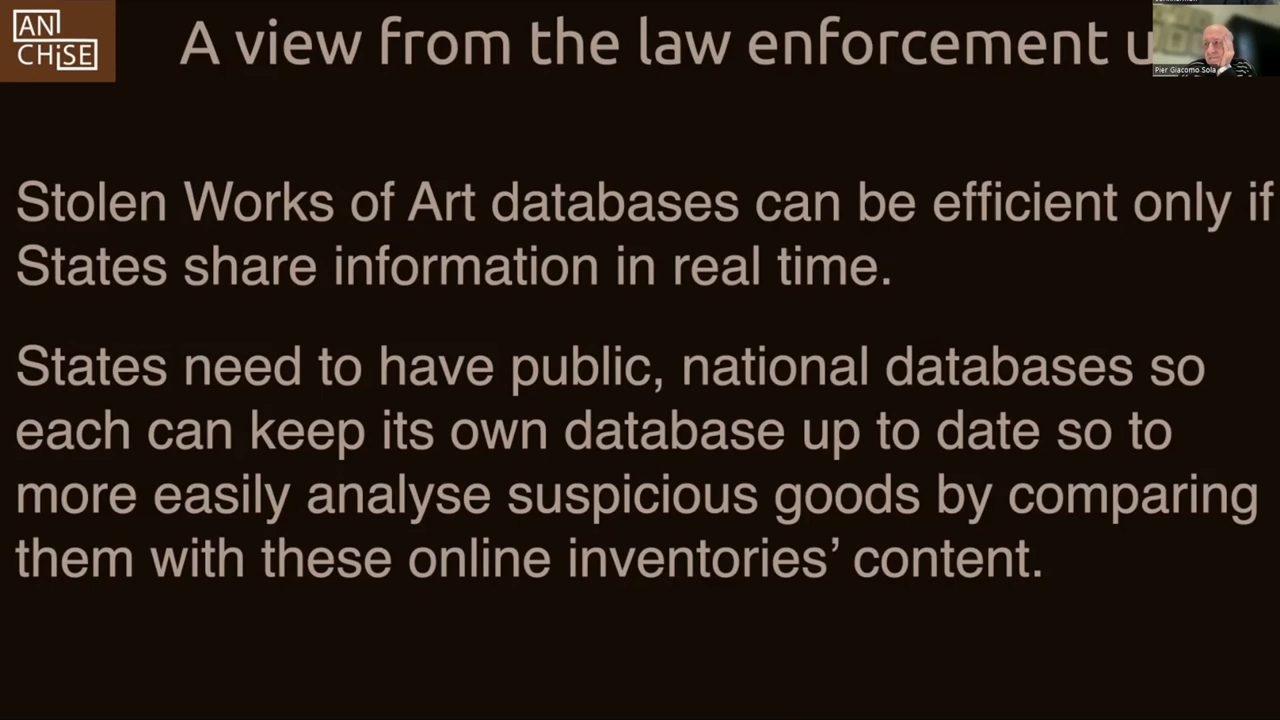 AN
CHiSE
A view from the law enforcement u
Pier Giacomo Sola
Stolen Works of Art databases can be efficient only if
States share information in real time.
States need to have public, national databases so
each can keep its own database up to date so to
more easily analyse suspicious goods by comparing
them with these online inventories’ content.